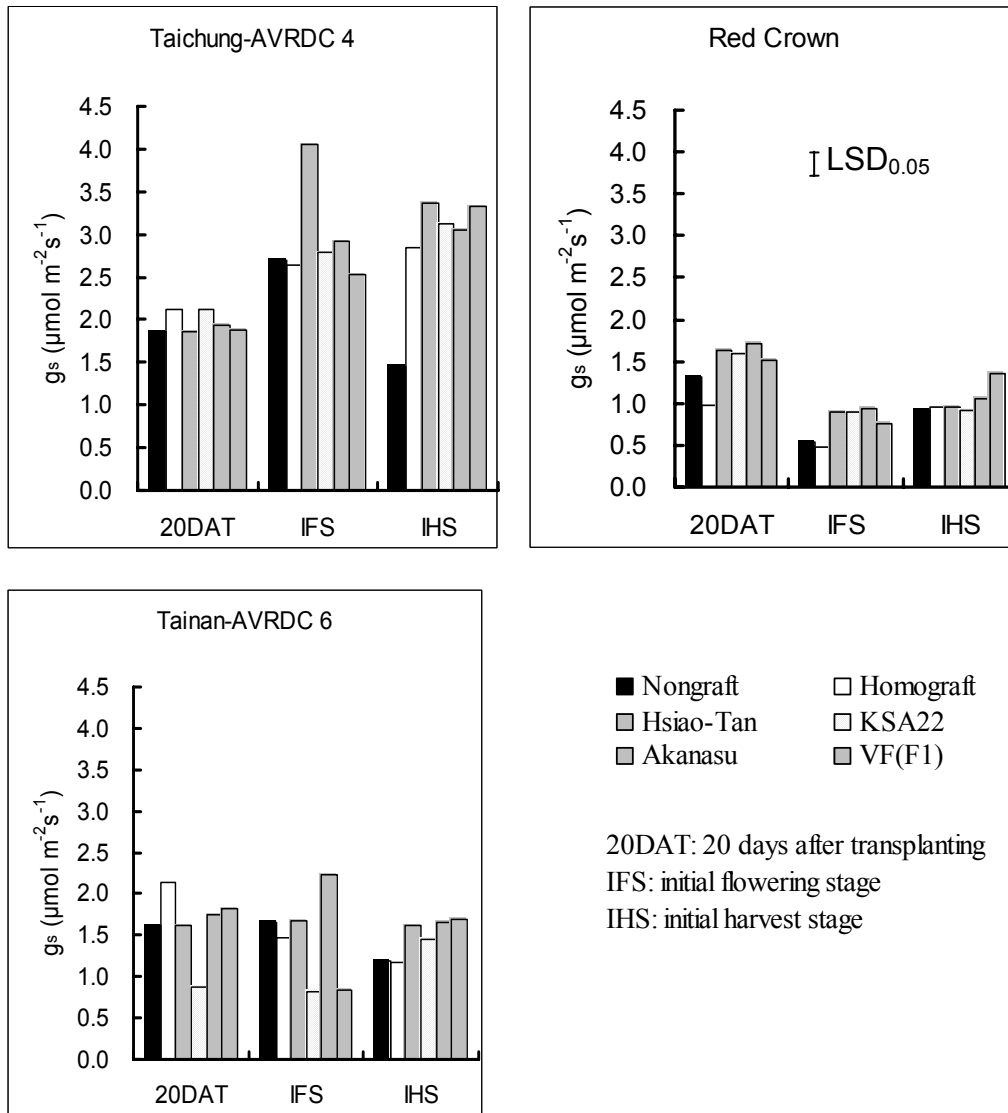 Taichung-AVRDC 4
gs (µmol m-2s-1)
4.5
4.0
3.5
3.0
2.5
2.0
1.5
1.0
0.5
0.0
20DAT IFS IHS
Red Crown
gs (µmol m-2s-1)
4.5
4.0
3.5
3.0
2.5
2.0
1.5
1.0
0.5
0.0
LSD0.05
20DAT IFS IHS
Tainan-AVRDC 6
gs (µmol m-2s-1)
4.5
4.0
3.5
3.0
2.5
2.0
1.5
1.0
0.5
0.0
20DAT IFS IHS
Nongraft Homograft
Hsiao-Tan KSA22
Akanasu VF(F1)
20DAT: 20 days after transplanting
IFS: initial flowering stage
IHS: initial harvest stage